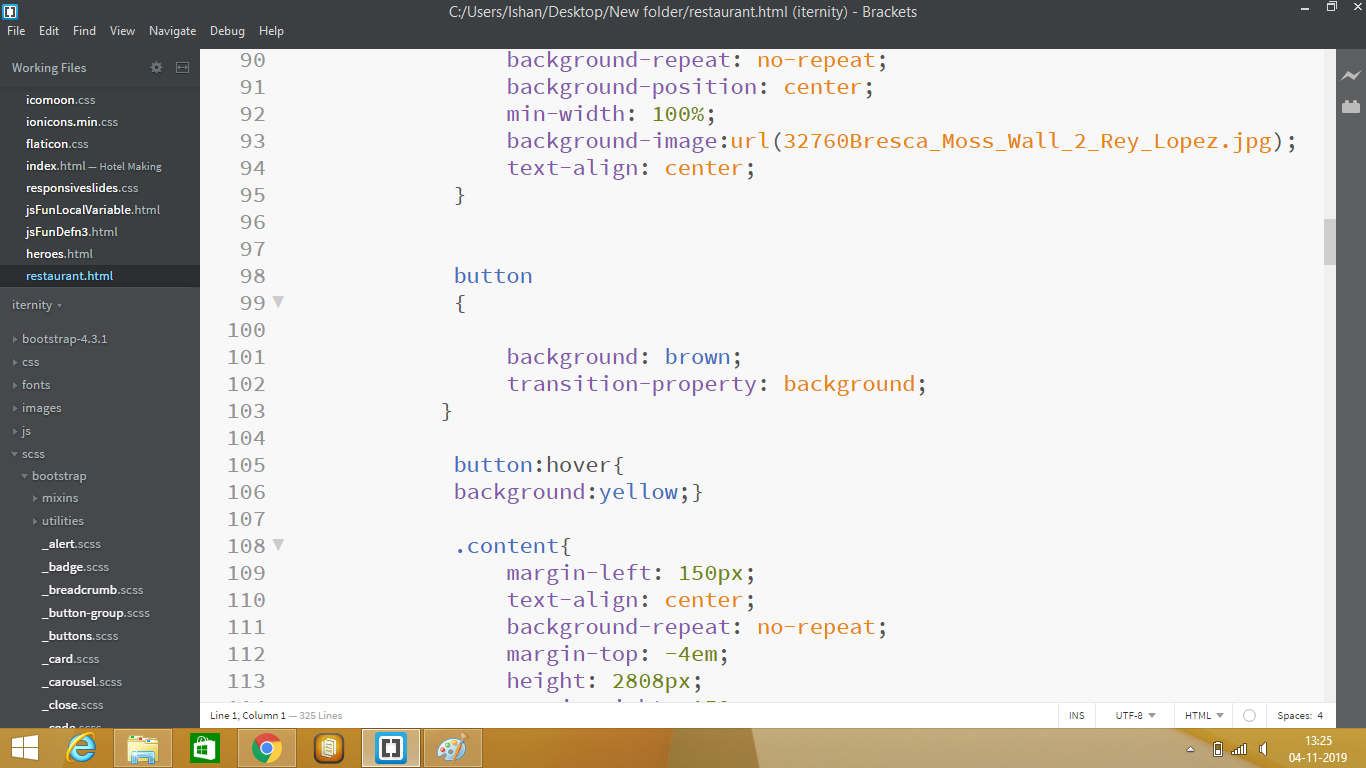 C:/Users/Ishan/Desktop/New folder/restaurant.html (iternity) - Brackets
File Edit Find View Navigate Debug Help
Working Files
icomoon.css
ionicons.min.css
flaticon.css
index.html — Hotel Making
responsiveslides.css
jsFunLocalVariable.html
jsFunDefn3.html
heroes.html
restaurant.html
iternity
bootstrap-4.3.1
css
fonts
images
js
scss
bootstrap
mixins
utilities
_alert.scss
_badge.scss
_breadcrumb.scss
_button-group.scss
_buttons.scss
_card.scss
_carousel.scss
_close.scss
_code.scss
90 background-repeat: no-repeat;
91 background-position: center;
92 min-width: 100%;
93 background-image:url(32760Bresca_Moss_Wall_2_Rey_Lopez.jpg);
94 text-align: center;
95 }
96
97
98 button
99 {
100
101 background: brown;
102 transition-property: background;
103 }
104
105 button:hover{
106 background:yellow;}
107
108 .content{
109 margin-left: 150px;
110 text-align: center;
111 background-repeat: no-repeat;
112 margin-top: -4em;
113 height: 2808px;
Line 1, Column 1 — 325 Lines
INS UTF-8 HTML Spaces: 4
13:25
04-11-2019